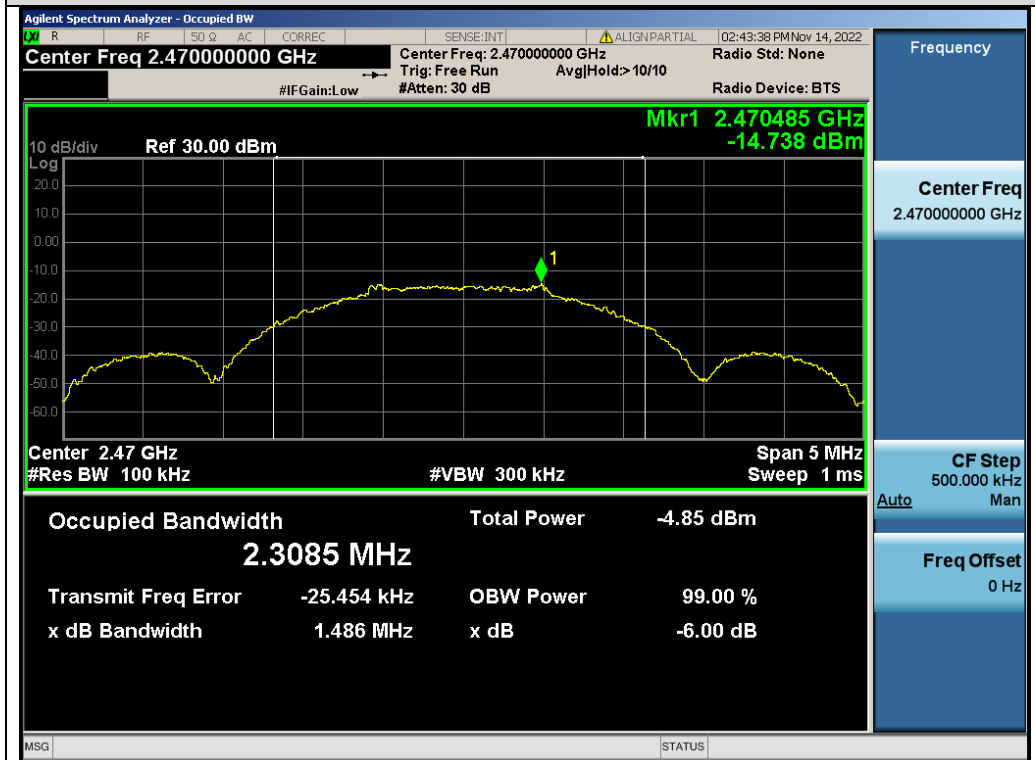 Agilent Spectrum Analyzer - Occupied BW
LXI R RF 50 Ω AC CORREC SENSE:INT ALIGN PARTIAL 02:43:38 PM Nov 14, 2022
Center Freq 2.470000000 GHz Center Freq: 2.470000000 GHz Radio Std: None
Trig: Free Run Avg|Hold:> 10/10
#IFGain:Low #Atten: 30 dB Radio Device: BTS
Mkr1 2.470485 GHz
-14.738 dBm
10 dB/div Ref 30.00 dBm
Log
20.0
10.0
0.00
-10.0
1
-20.0
-30.0
-40.0
-50.0
-60.0
Center 2.47 GHz Span 5 MHz
#Res BW 100 kHz #VBW 300 kHz Sweep 1 ms
Occupied Bandwidth Total Power -4.85 dBm
2.3085 MHz
Transmit Freq Error -25.454 kHz OBW Power 99.00 %
x dB Bandwidth 1.486 MHz x dB -6.00 dB
MSG STATUS
Frequency
Center Freq
2.470000000 GHz
CF Step
500.000 kHz
Auto Man
Freq Offset
0 Hz